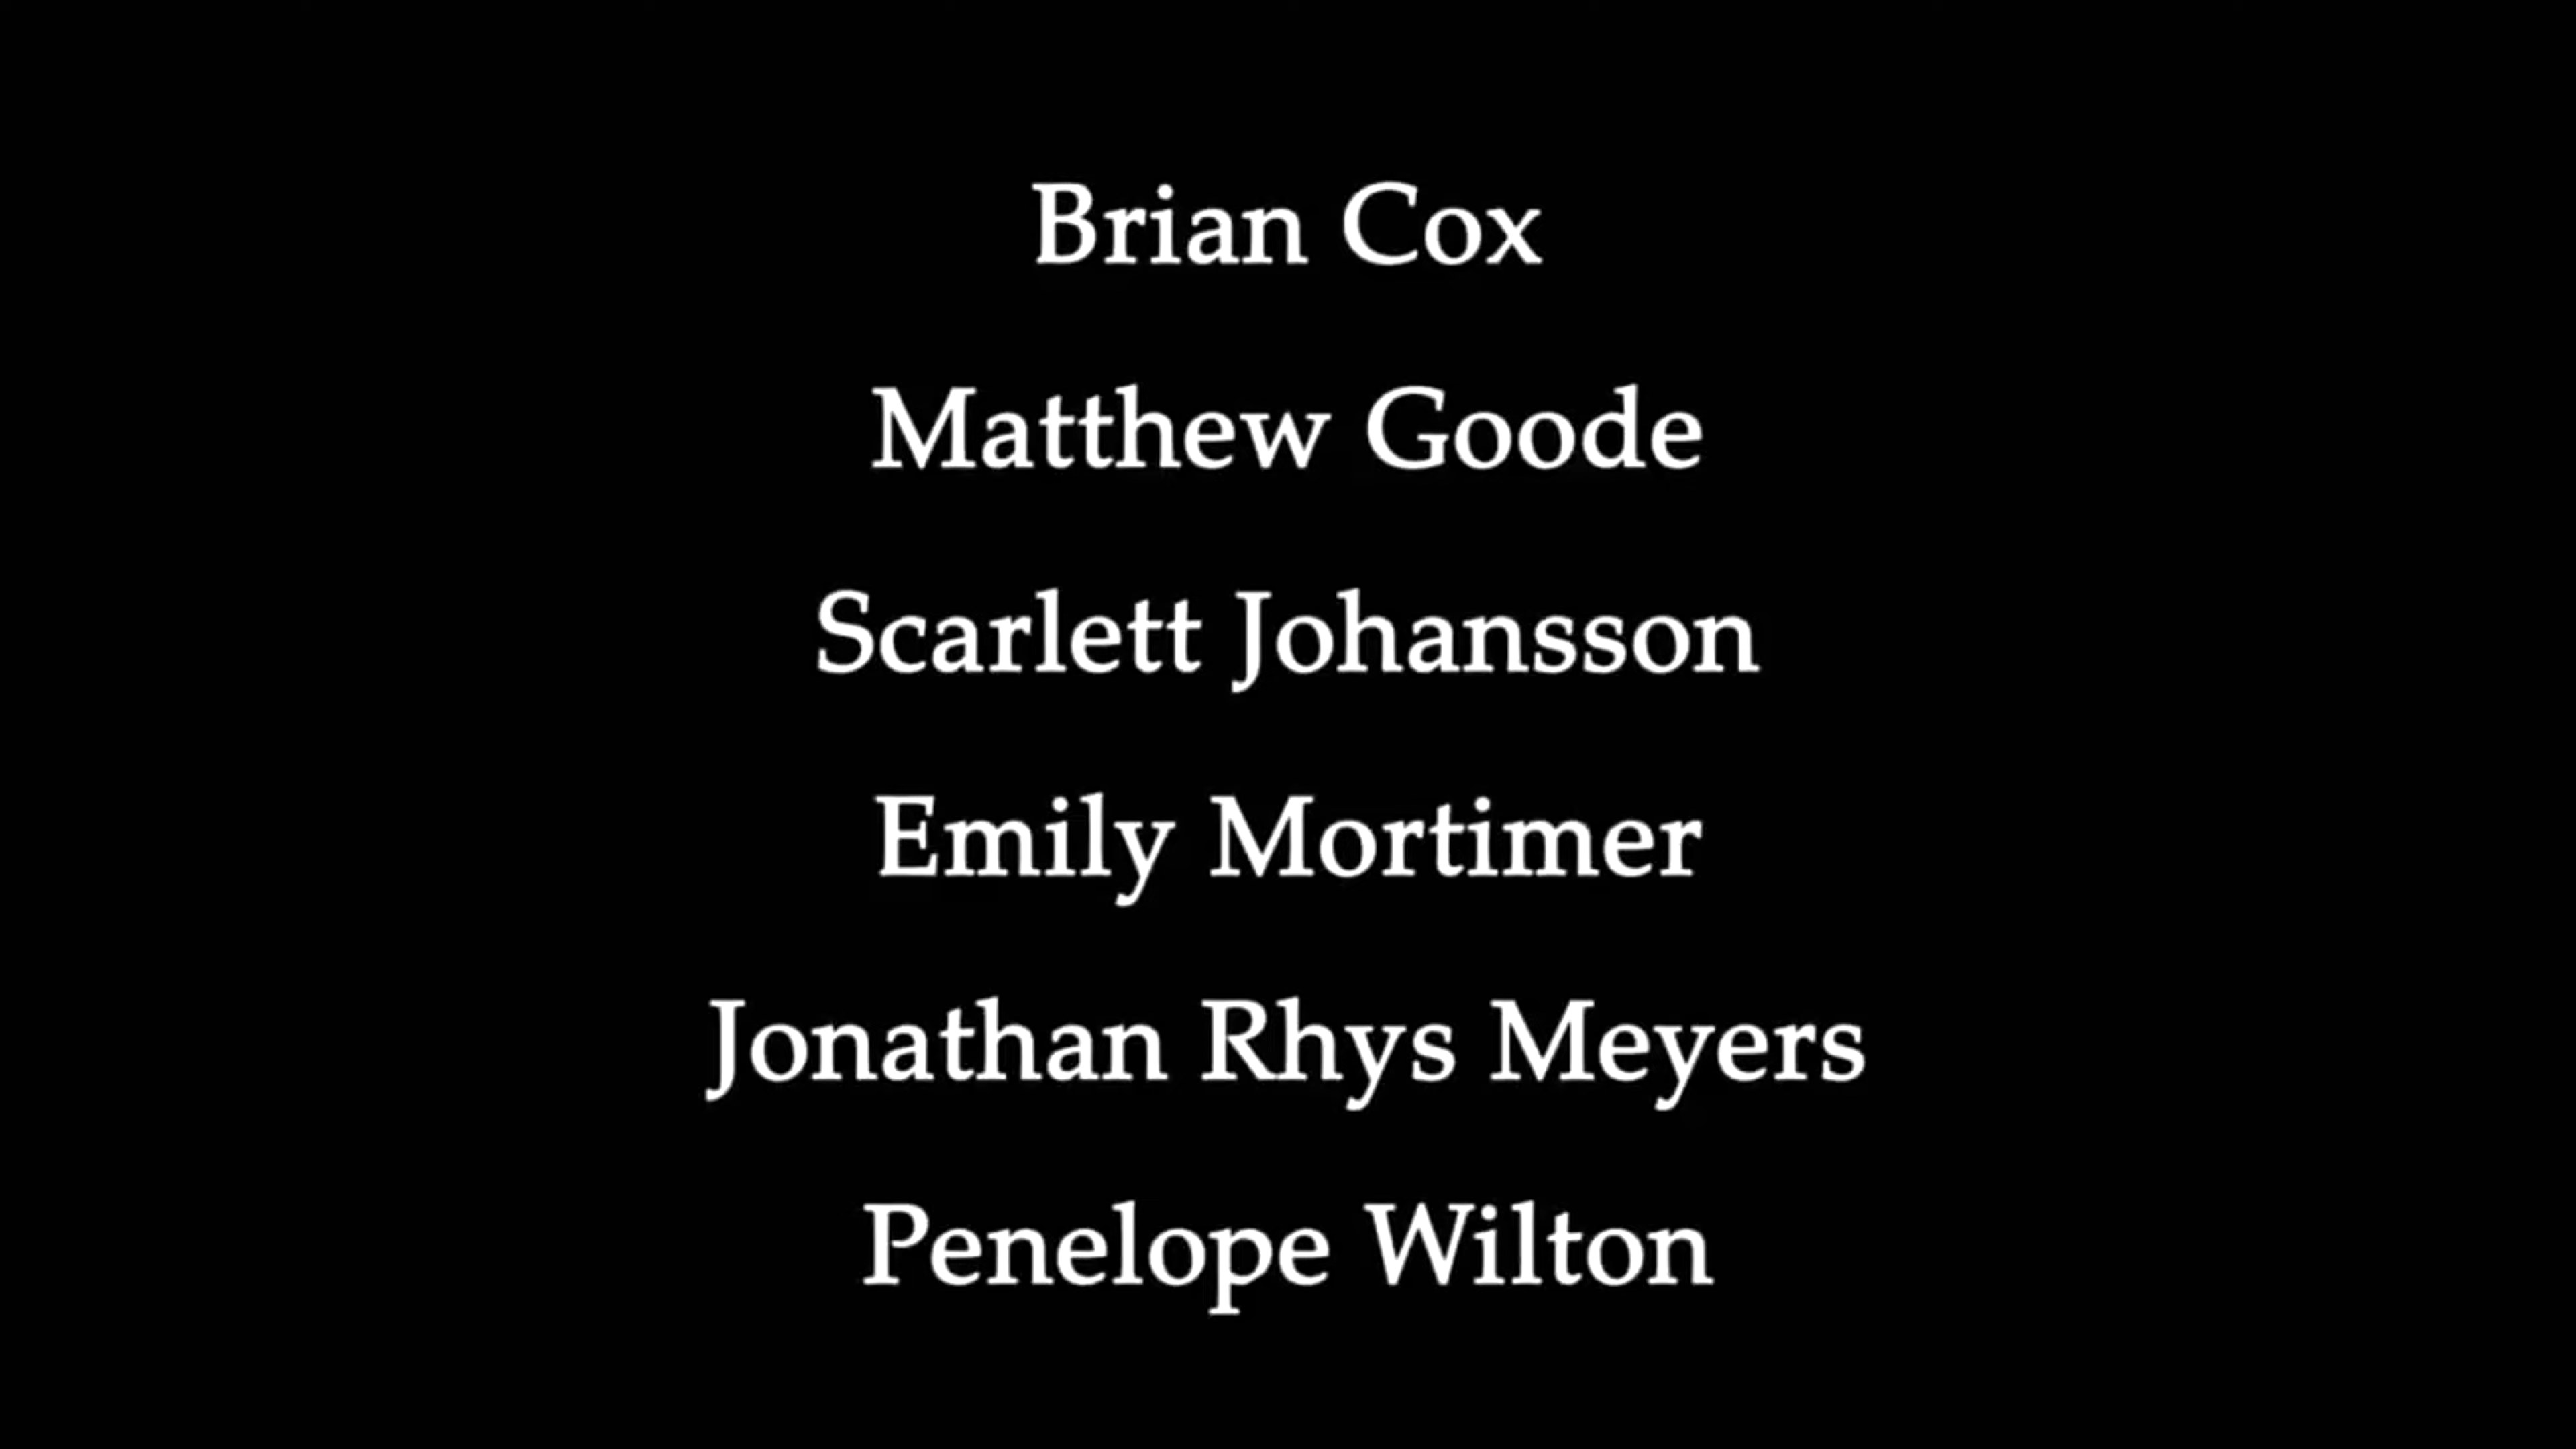 Brian Cox
Matthew Goode
Scarlett Johansson
Emily Mortimer
Jonathan Rhys Meyers
Penelope Wilton